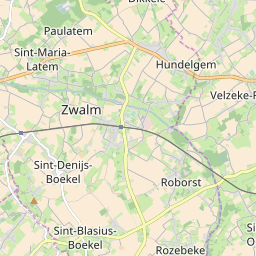 Dikkele
Paulatem
Sint-Maria-
Latem
Hundelgem
Velzeke-
Zwalm
Sint-Denijs-
Boekel
Roborst
Sint-Blasius-
Boekel
Rozebeke